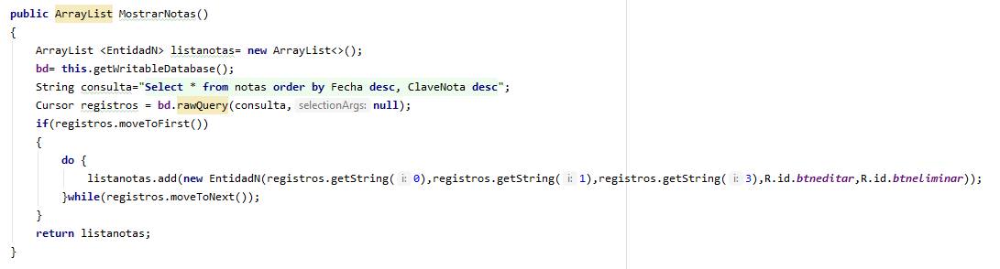 public ArrayList MostrarNotas()
{
ArrayList <EntidadN> listanotas= new ArrayList<>();
bd= this.getWritableDatabase();
String consulta="Select * from notas order by Fecha desc, ClaveNota desc";
Cursor registros = bd.rawQuery(consulta, selectionArgs: null);
if(registros.moveToFirst())
{
do {
listanotas.add(new EntidadN(registros.getString( i: 0),registros.getString( i: 1),registros.getString( i: 3),R.id.btneditar,R.id.btneliminar));
}while(registros.moveToNext());
}
return listanotas;
}